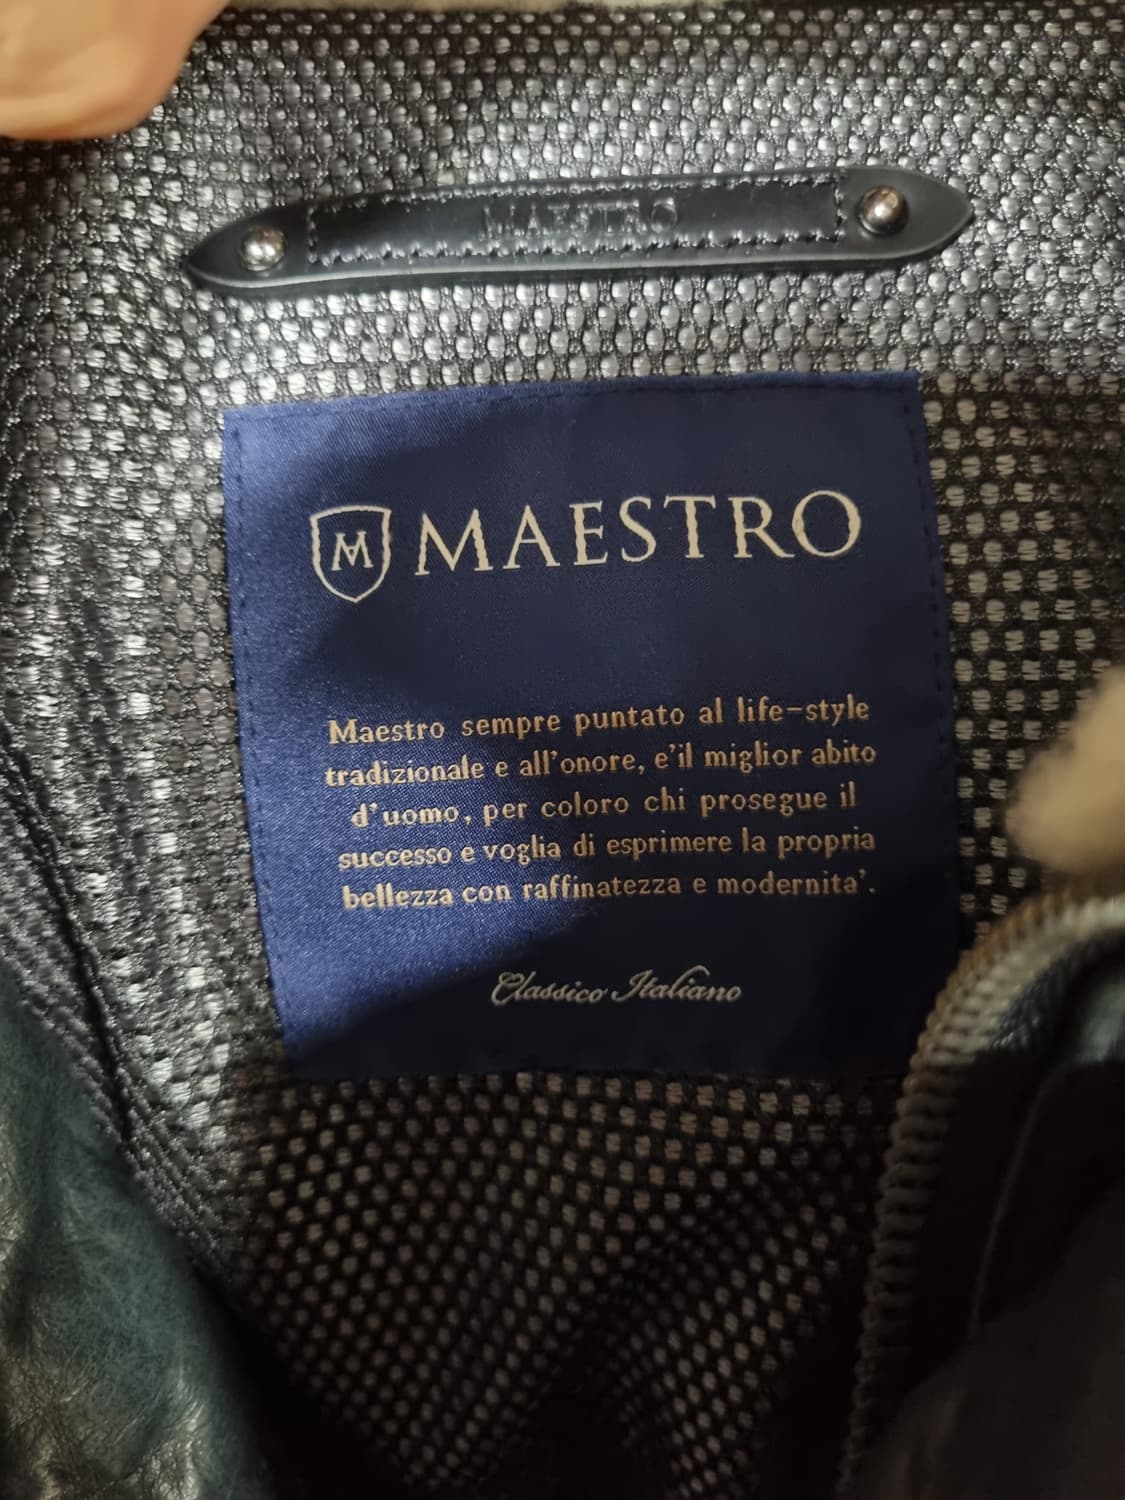 MAESTRO
M MAESTRO
Maestro sempre puntato al life-style
tradizionale e all'onore, e'il miglior abito
d'uomo, per coloro chi prosegue il
successo e voglia di esprimere la propria
bellezza con raffinatezza e modernita'.
Classico Italiano